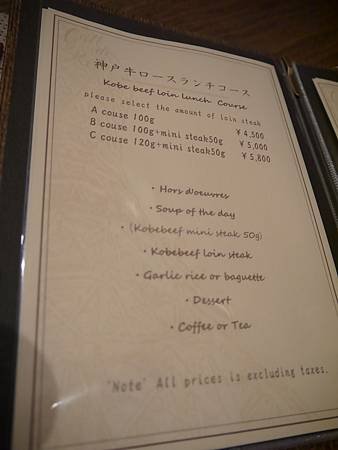 神戸牛ロースランチコース
Kobe beef loin lunch Course
please select the amount of loin steak
A couse 100g ￥4,500
B couse 100g+mini steak50g ￥5,000
C couse 120g+mini steak50g ￥5,800
・Hors d'oeuvres
・Soup of the day
・(Kobebeef mini steak 50g)
・Kobebeef loin steak
・Garlic rice or baguette
・Dessert
・Coffee or Tea
"Note" All prices is excluding taxes.